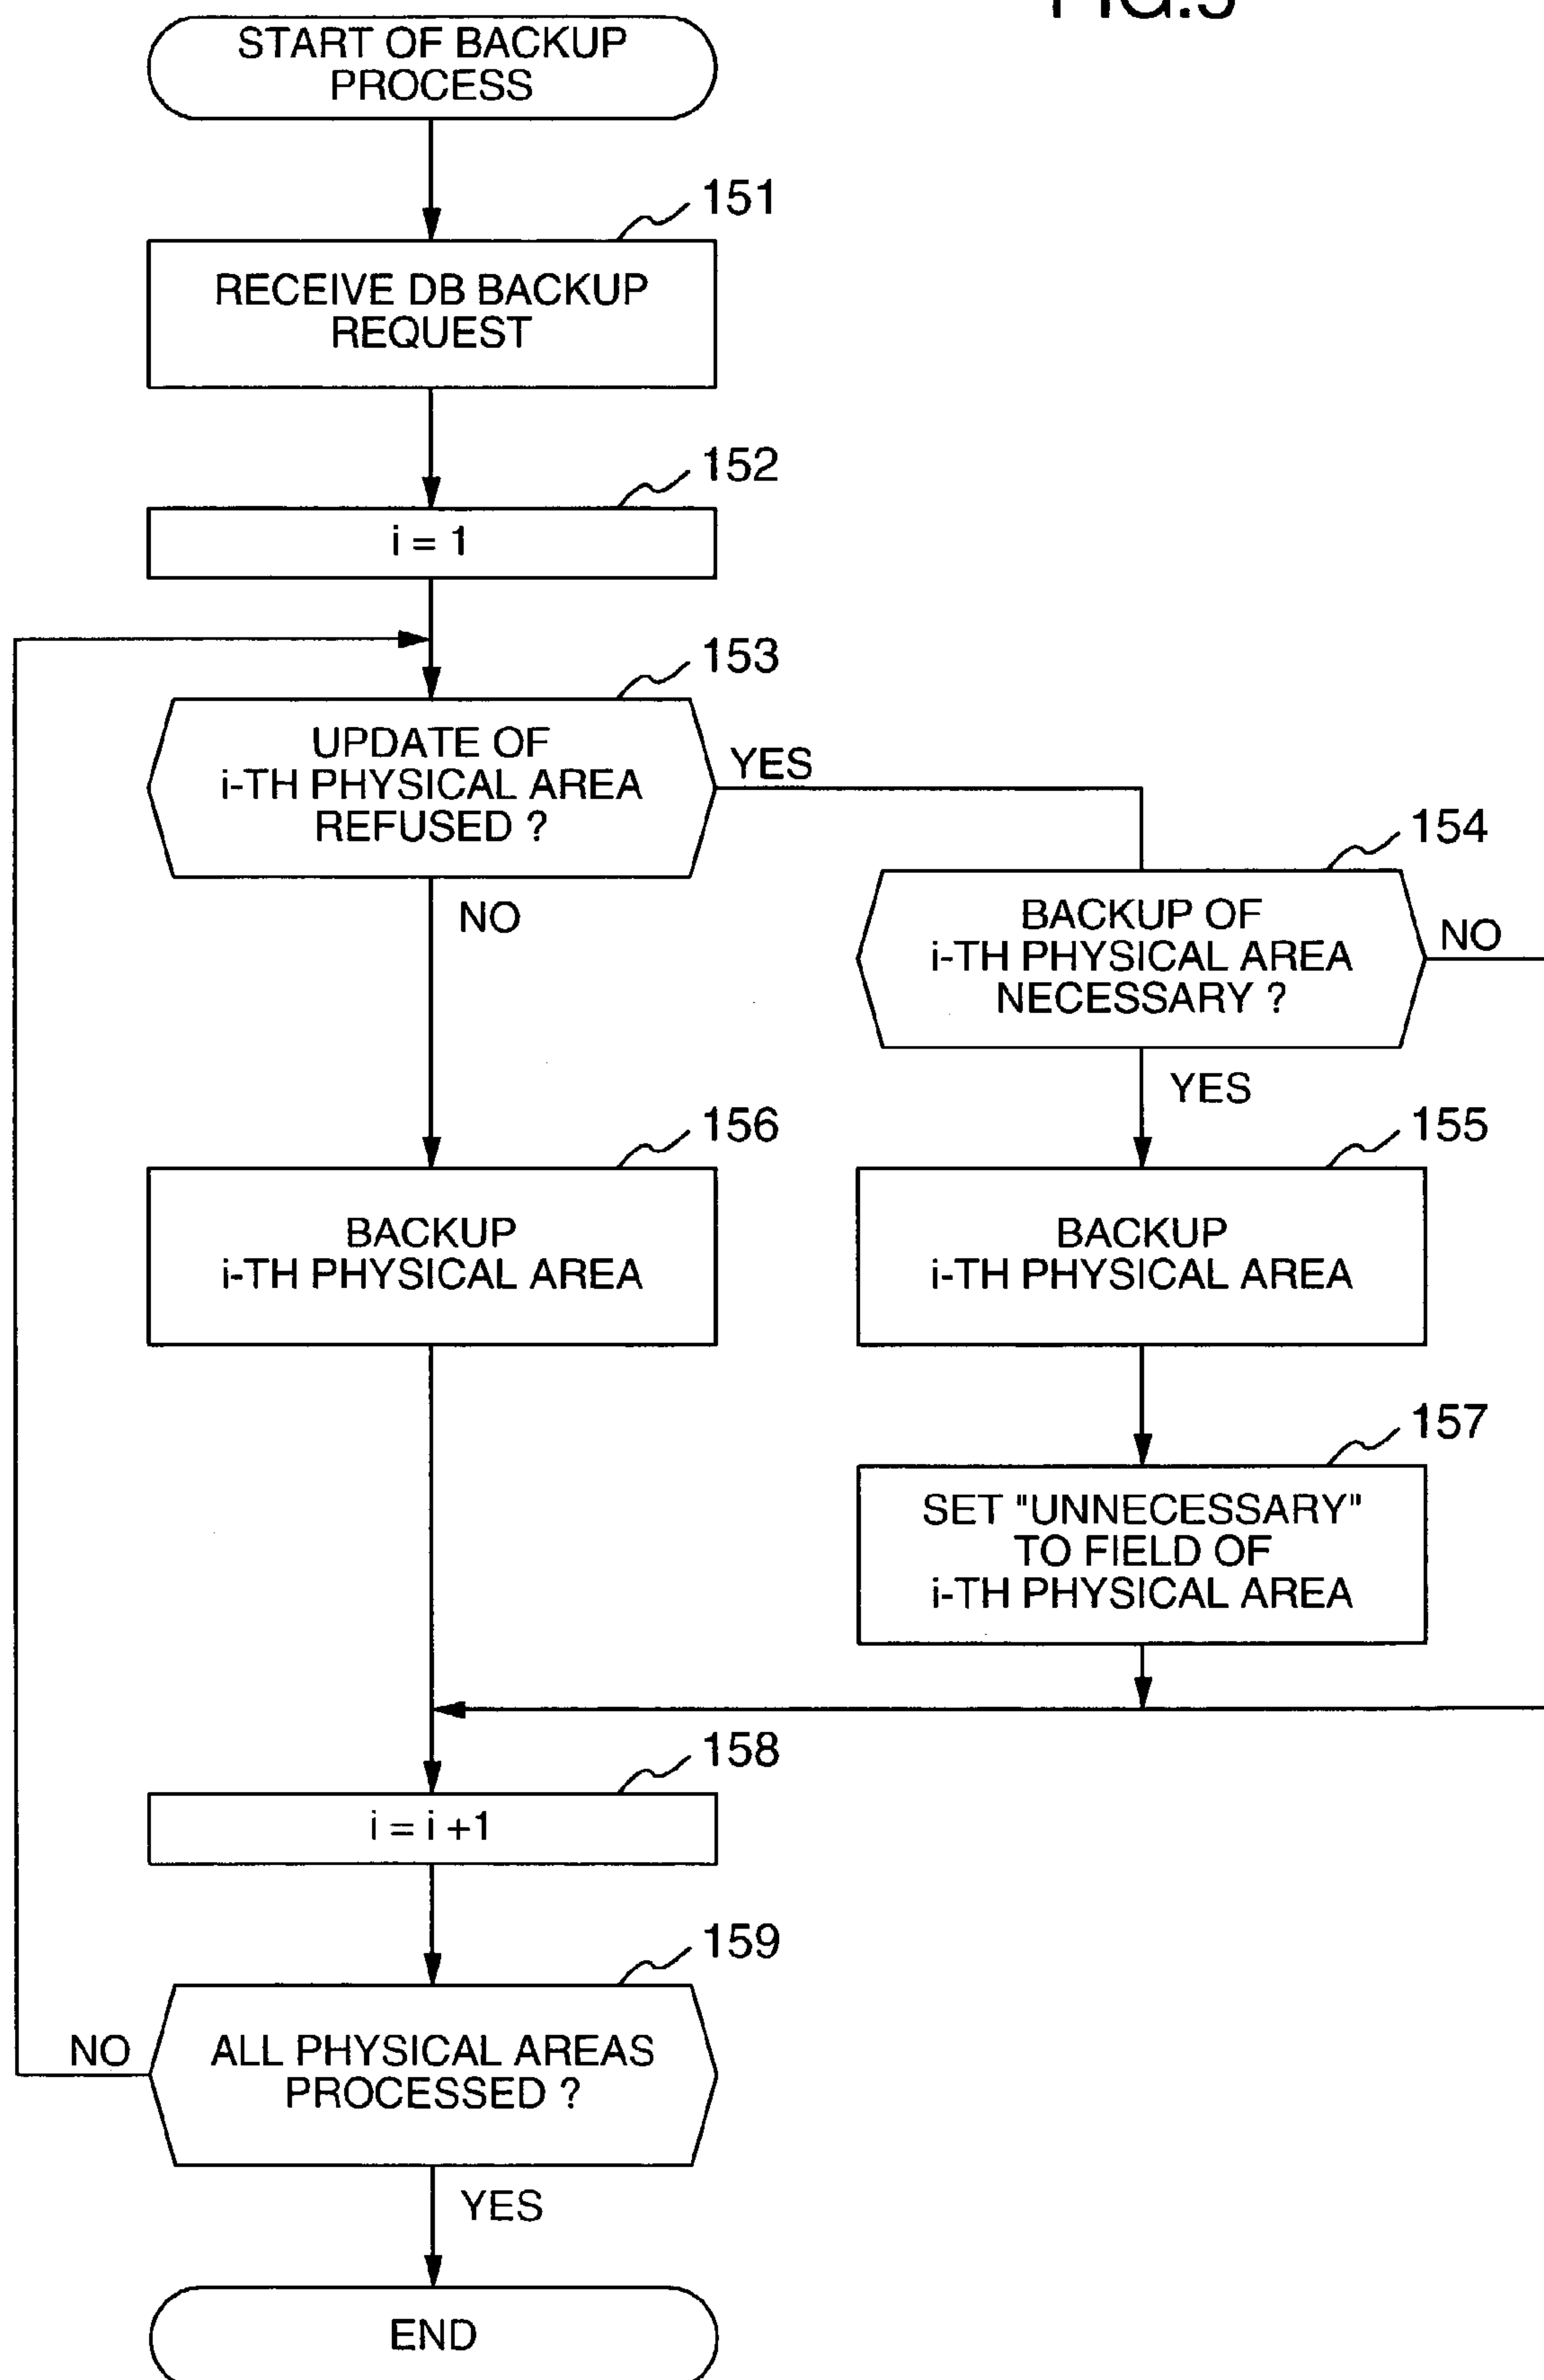 START OF BACKUP
PROCESS
151
RECEIVE DB BACKUP
REQUEST
152
i = 1
153
UPDATE OF
i-TH PHYSICAL AREA
REFUSED ?
YES
NO
154
BACKUP OF
i-TH PHYSICAL AREA
NECESSARY ?
NO
YES
156
BACKUP
i-TH PHYSICAL AREA
155
BACKUP
i-TH PHYSICAL AREA
157
SET "UNNECESSARY"
TO FIELD OF
i-TH PHYSICAL AREA
158
i = i +1
159
ALL PHYSICAL AREAS
PROCESSED ?
NO
YES
END